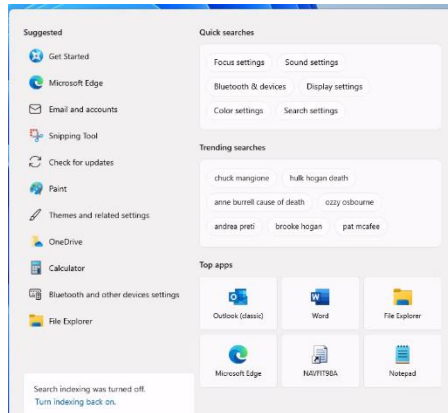 Suggested
Get Started
Microsoft Edge
Email and accounts
Snipping Tool
Check for updates
Paint
Themes and related settings
OneDrive
Calculator
Bluetooth and other devices settings
File Explorer
Search indexing was turned off.
Turn indexing back on.
Quick searches
Focus settings Sound settings
Bluetooth & devices Display settings
Color settings Search settings
Trending searches
chuck mangione hulk hogan death
anne burrell cause of death ozzy osbourne
andrea preti brooke hogan pat mcafee
Top apps
Outlook (classic) Word File Explorer
Microsoft Edge NAVFIT98A Notepad